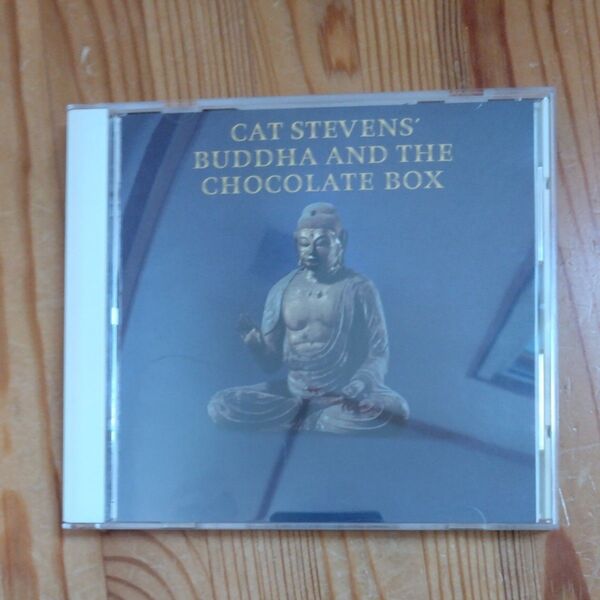 CAT STEVENS´
BUDDHA AND THE
CHOCOLATE BOX